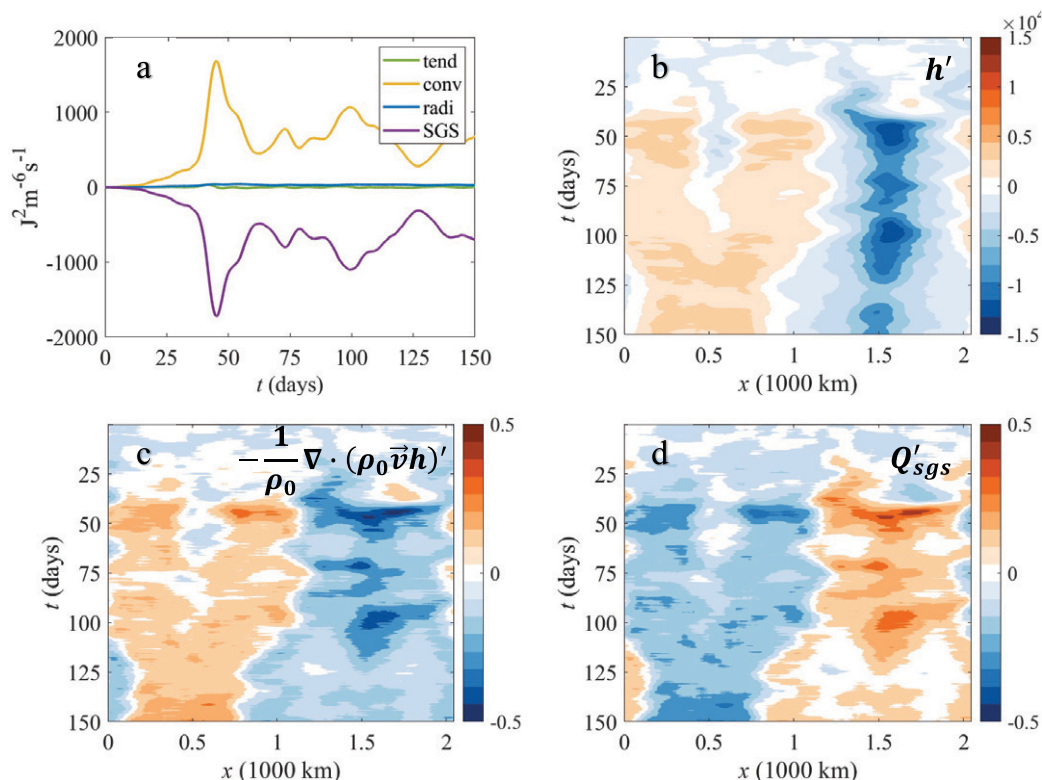 a
2000
1000
0
-1000
-2000
J²m⁻⁶s⁻¹
tend
conv
radi
SGS
0 25 50 75 100 125 150
t (days)
b
h′
×10⁴
25
50
75
100
125
150
t (days)
0 0.5 1 1.5 2
x (1000 km)
1.5
1
0.5
0
-0.5
-1
-1.5
c
−1/ρ₀ ∇ · (ρ₀v⃗h)′
25
50
75
100
125
150
t (days)
0 0.5 1 1.5 2
x (1000 km)
0.5
0
-0.5
d
Q′sgs
25
50
75
100
125
150
t (days)
0 0.5 1 1.5 2
x (1000 km)
0.5
0
-0.5